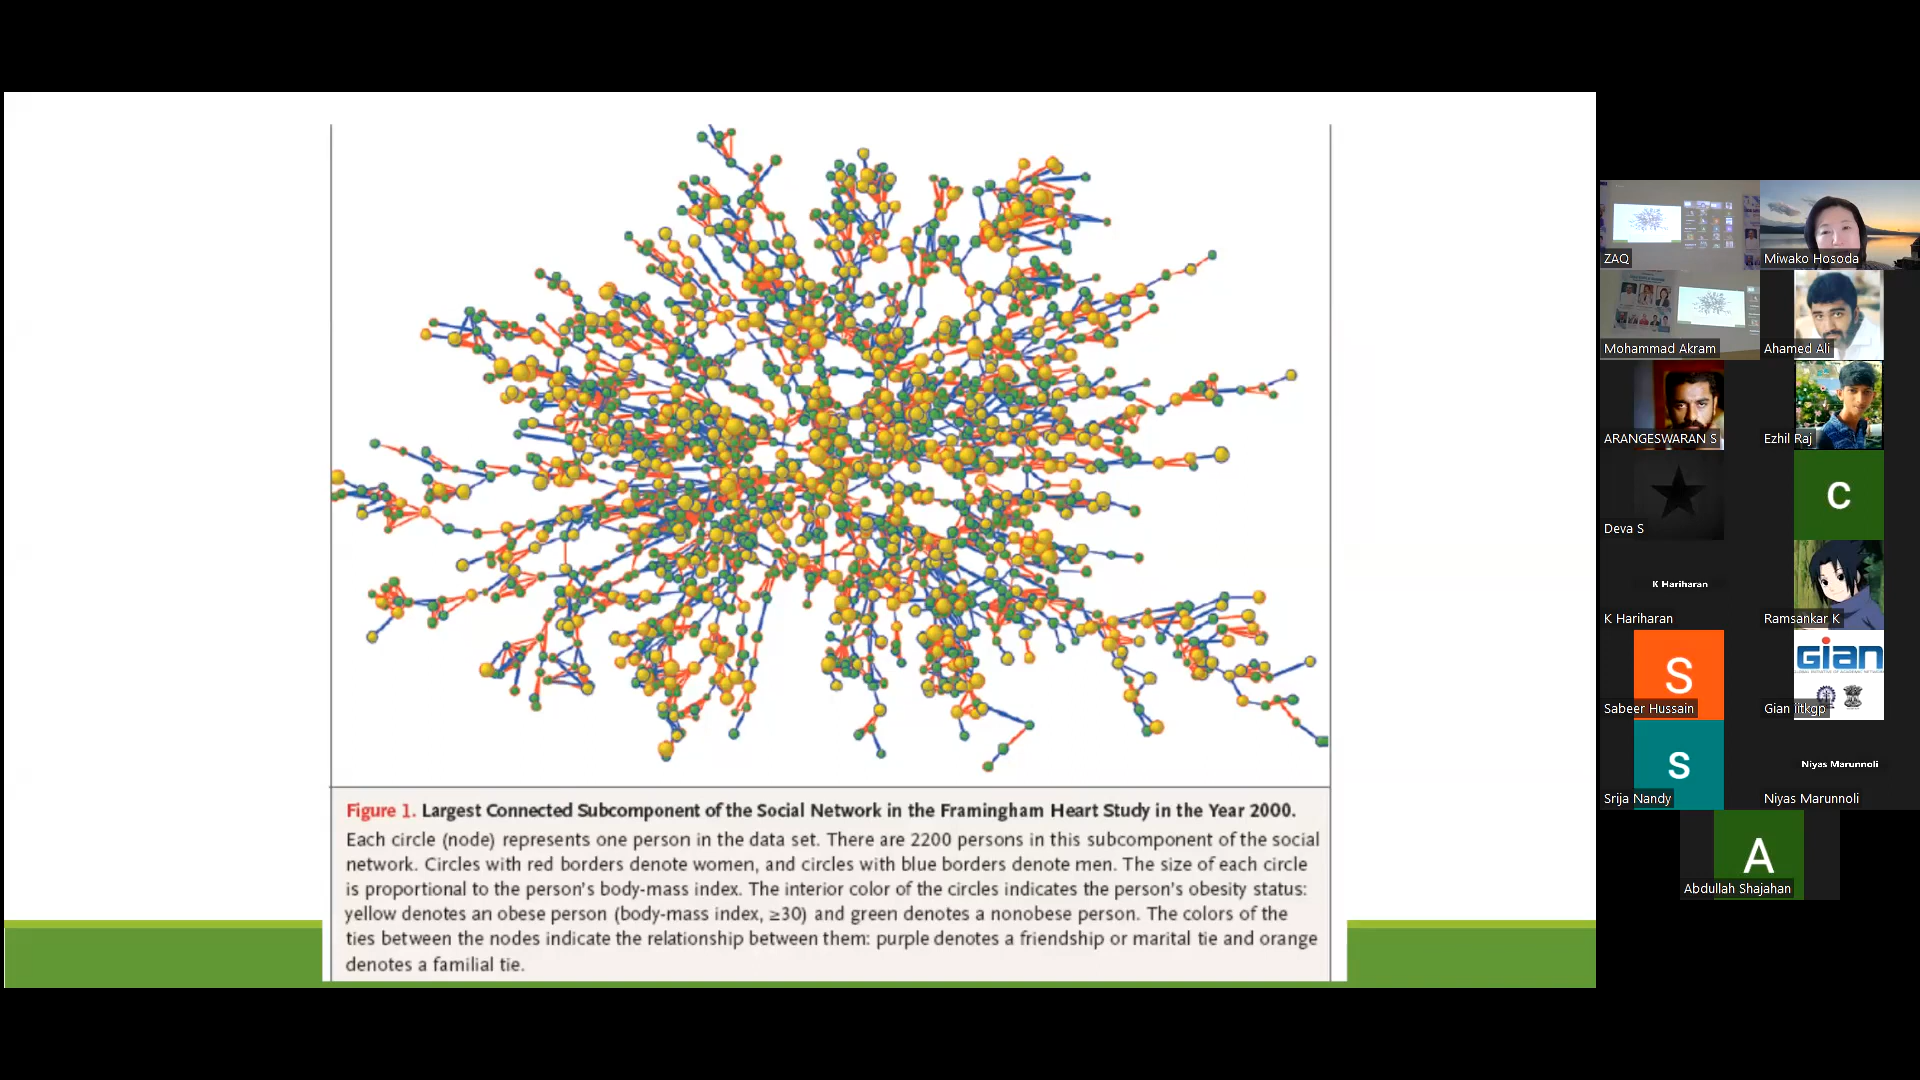 Figure 1. Largest Connected Subcomponent of the Social Network in the Framingham Heart Study in the Year 2000.
Each circle (node) represents one person in the data set. There are 2200 persons in this subcomponent of the social
network. Circles with red borders denote women, and circles with blue borders denote men. The size of each circle
is proportional to the person's body-mass index. The interior color of the circles indicates the person's obesity status:
yellow denotes an obese person (body-mass index, ≥30) and green denotes a nonobese person. The colors of the
ties between the nodes indicate the relationship between them: purple denotes a friendship or marital tie and orange
denotes a familial tie.
ZAQ
Miwako Hosoda
Mohammad Akram
Ahamed Ali
ARANGESWARAN S
Ezhil Raj
Deva S
C
K Hariharan
K Hariharan
Ramsankar K
S
Sabeer Hussain
Gian
Gian iitkgp
s
Srija Nandy
Niyas Marunnoli
Niyas Marunnoli
A
Abdullah Shajahan